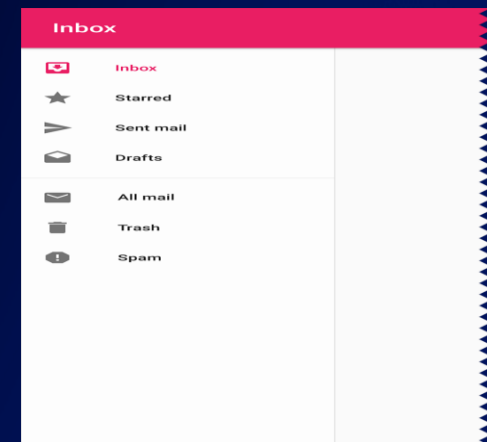 Inbox
Inbox
Starred
Sent mail
Drafts
All mail
Trash
Spam